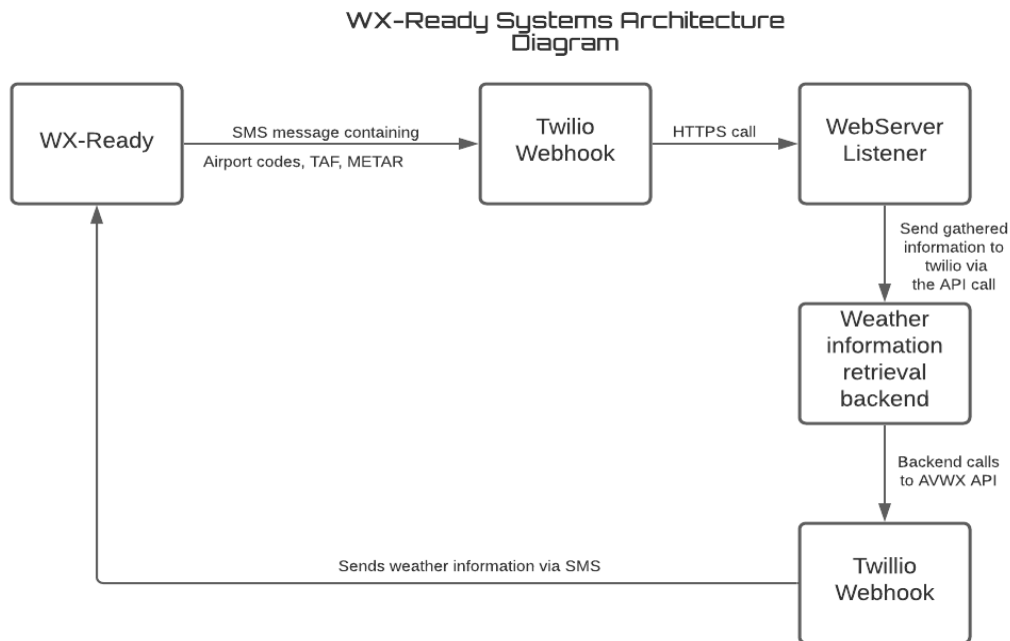 WX-Ready Systems Architecture
Diagram
WX-Ready
SMS message containing
Airport codes, TAF, METAR
Twilio
Webhook
HTTPS call
WebServer
Listener
Send gathered
information to
twilio via
the API call
Weather
information
retrieval
backend
Backend calls
to AVWX API
Twillio
Webhook
Sends weather information via SMS